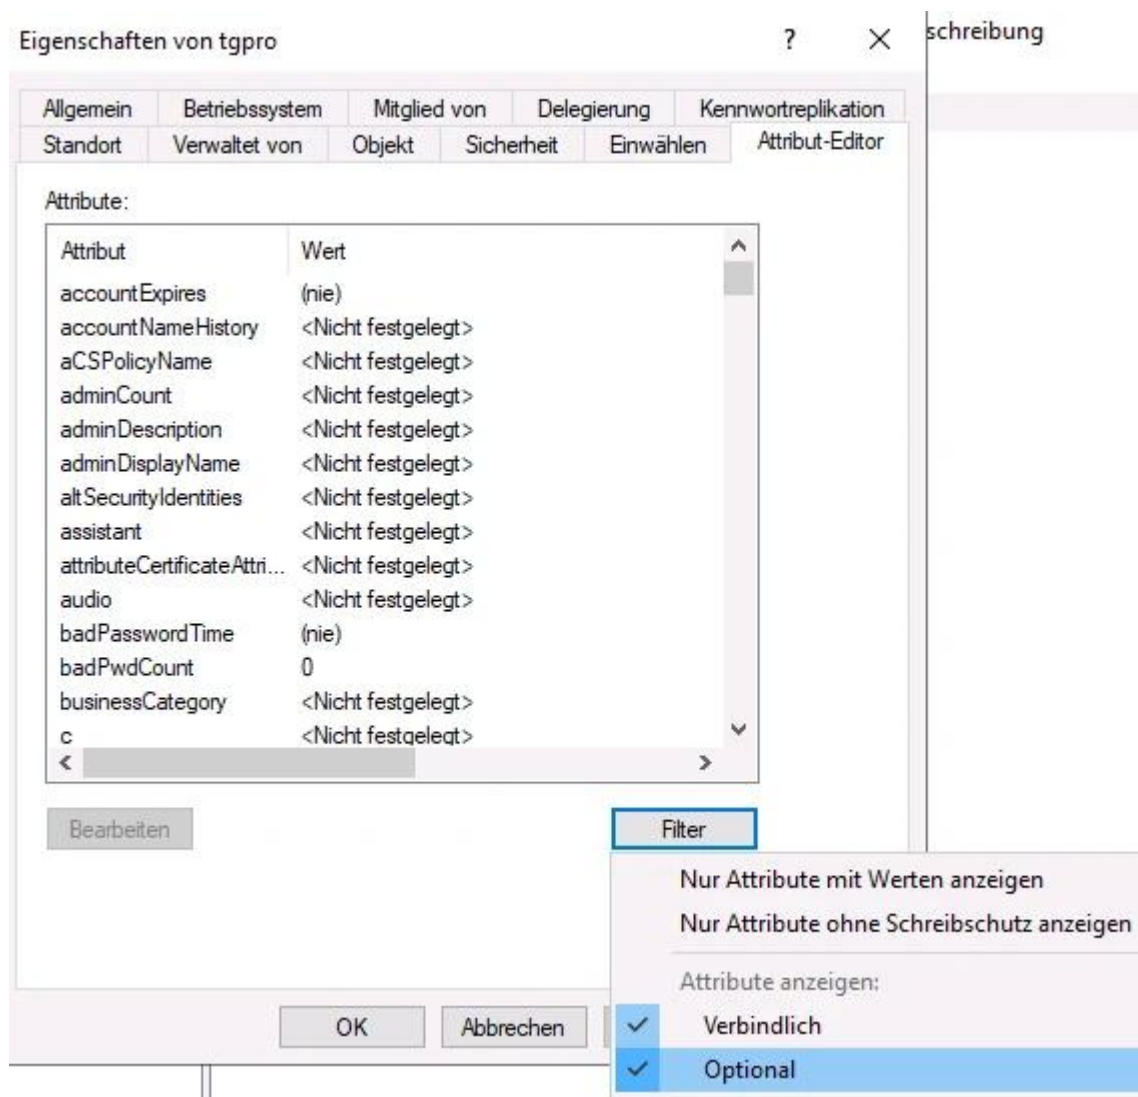 Eigenschaften von tgpro ? schreibung
Allgemein Betriebssystem Mitglied von Delegierung Kennwortreplikation
Standort Verwaltet von Objekt Sicherheit Einwählen Attribut-Editor
Attribute:
Attribut Wert
accountExpires (nie)
accountNameHistory <Nicht festgelegt>
aCSPolicyName <Nicht festgelegt>
adminCount <Nicht festgelegt>
adminDescription <Nicht festgelegt>
adminDisplayName <Nicht festgelegt>
altSecurityIdentities <Nicht festgelegt>
assistant <Nicht festgelegt>
attributeCertificateAttri... <Nicht festgelegt>
audio <Nicht festgelegt>
badPasswordTime (nie)
badPwdCount 0
businessCategory <Nicht festgelegt>
c <Nicht festgelegt>
Bearbeiten Filter
Nur Attribute mit Werten anzeigen
Nur Attribute ohne Schreibschutz anzeigen
Attribute anzeigen:
OK Abbrechen Verbindlich
Optional